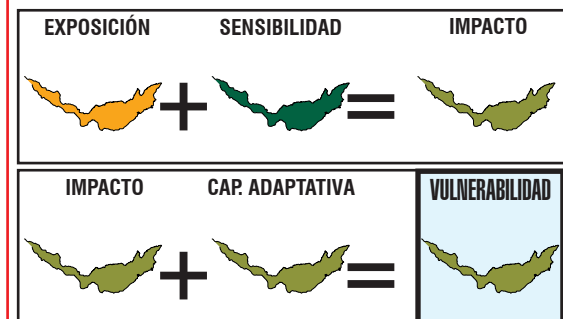 EXPOSICIÓN SENSIBILIDAD IMPACTO
+ =
IMPACTO CAP. ADAPTATIVA VULNERABILIDAD
+ =